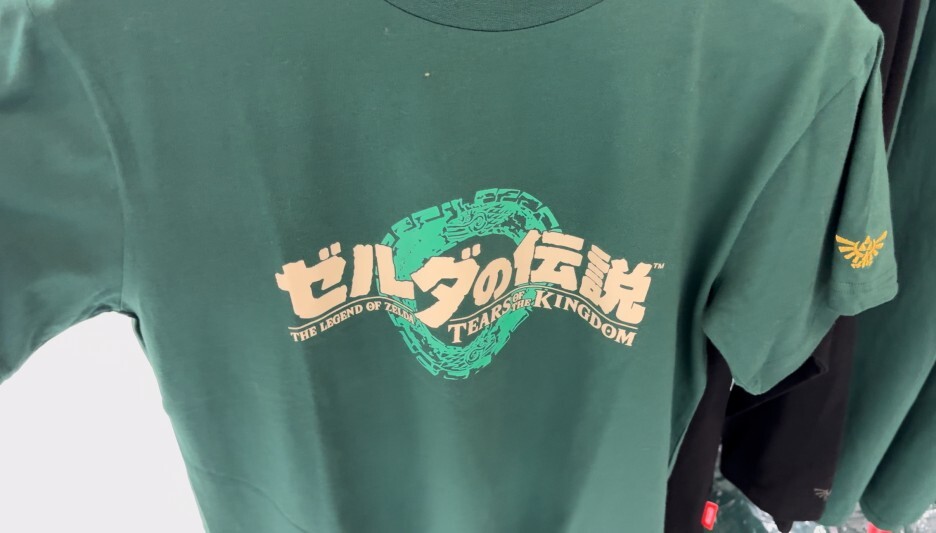 ゼルダの伝説™
THE LEGEND OF ZELDA
TEARS OF THE KINGDOM